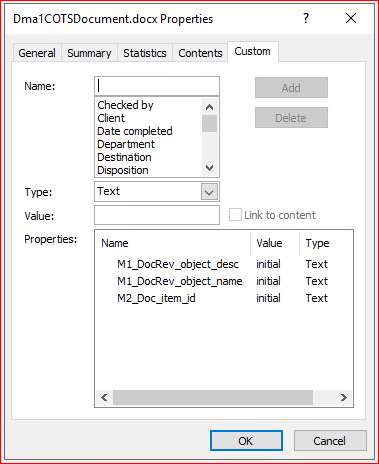 Dma1COTSDocument.docx Properties
General Summary Statistics Contents Custom
Name:
Add
Checked by
Client
Delete
Date completed
Department
Destination
Disposition
Type: Text
Value: Link to content
Properties: Name Value Type
M1_DocRev_object_desc initial Text
M1_DocRev_object_name initial Text
M2_Doc_item_id initial Text
OK Cancel